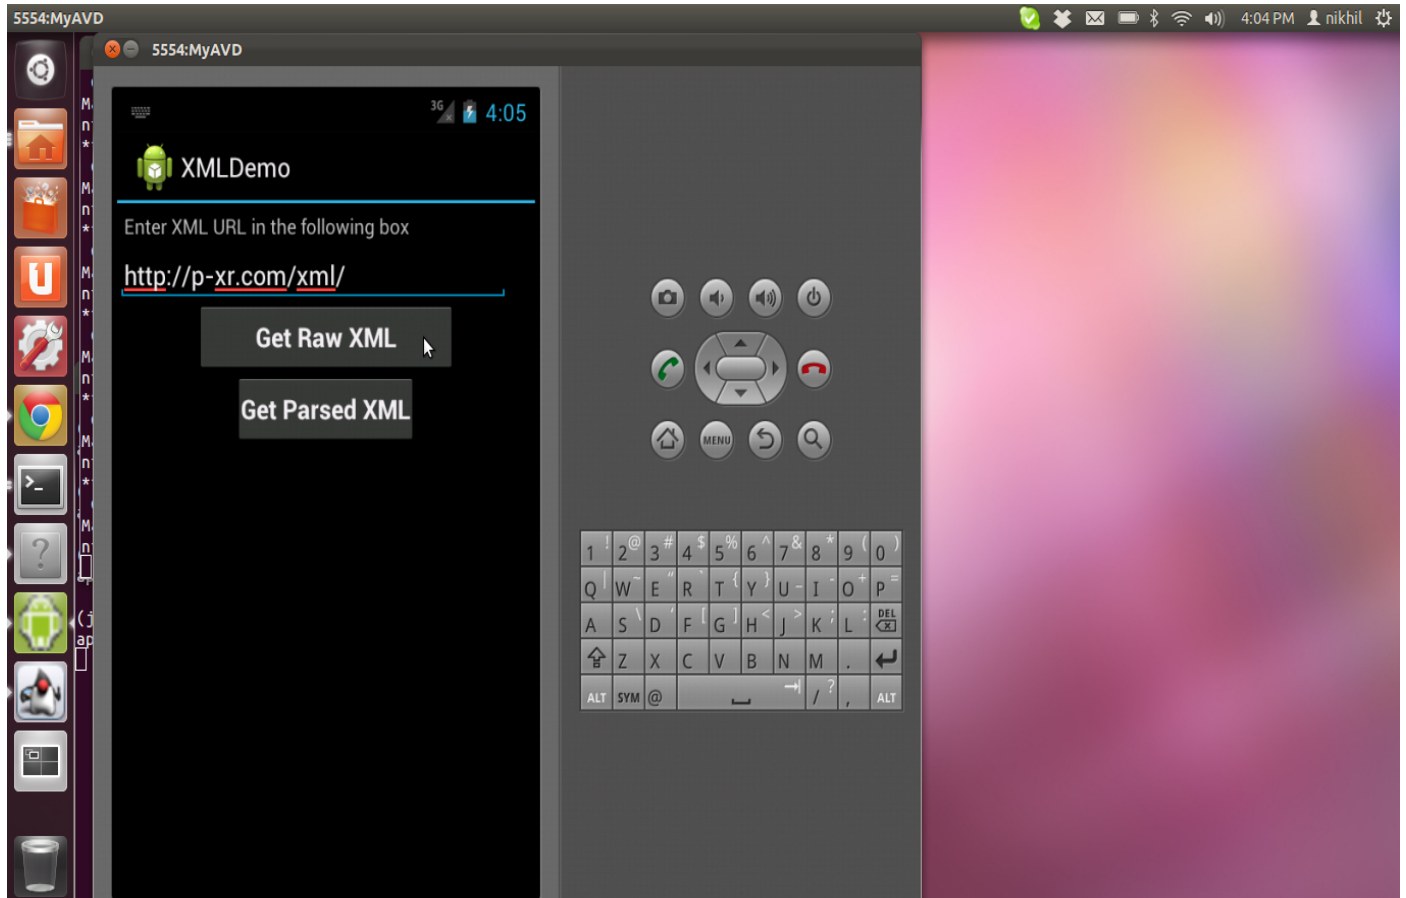 5554:MyAVD
4:04 PM nikhil
5554:MyAVD
3G 4:05
XMLDemo
Enter XML URL in the following box
http://p-xr.com/xml/
Get Raw XML
Get Parsed XML
MENU
1 ! 2 @ 3 # 4 $ 5 % 6 ^ 7 & 8 * 9 ( 0 )
Q | W ~ E " R ` T { Y } U - I - O + P =
A S \ D ' F [ G ] H < J > K ; L : DEL
Z X C V B N M .
ALT SYM @ / ? , ALT
(j
ap